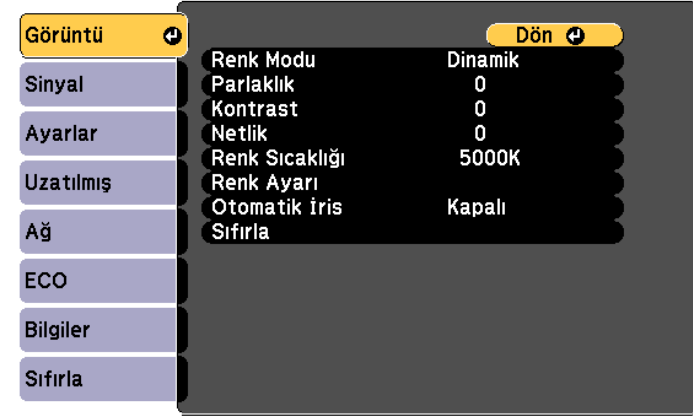 Görüntü
Sinyal
Ayarlar
Uzatılmış
Ağ
ECO
Bilgiler
Sıfırla
Dön
Renk Modu Dinamik
Parlaklık 0
Kontrast 0
Netlik 0
Renk Sıcaklığı 5000K
Renk Ayarı
Otomatik İris Kapalı
Sıfırla